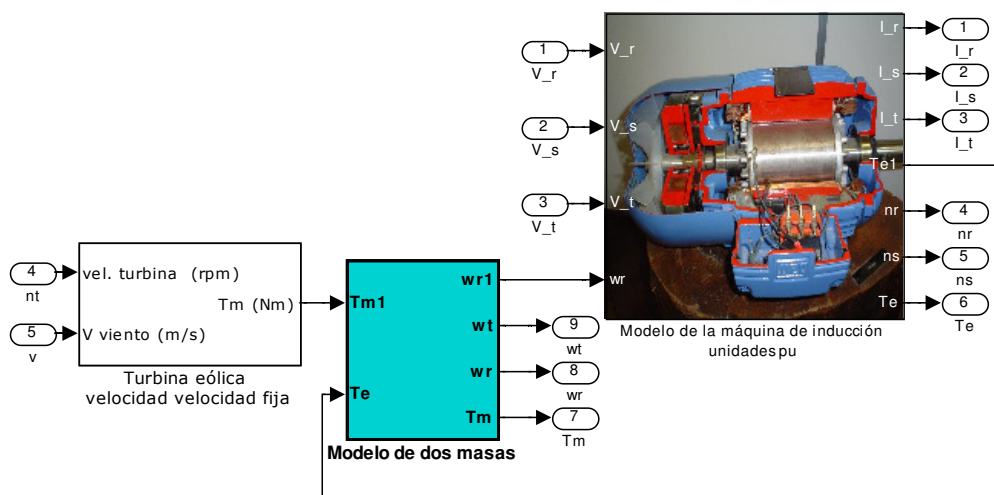 I_r
1
I_r
1
V_r
V_r
I_s
2
I_s
I_t
3
I_t
2
V_s
V_s
Te1
3
V_t
V_t
nr
4
nr
ns
5
ns
Te
6
Te
wr
Modelo de la máquina de inducción
unidades pu
4
nt
vel. turbina (rpm)
Tm (Nm)
5
v
V viento (m/s)
Turbina eólica
velocidad velocidad fija
Tm1
Te
wr1
wt
9
wt
wr
8
wr
Tm
7
Tm
Modelo de dos masas